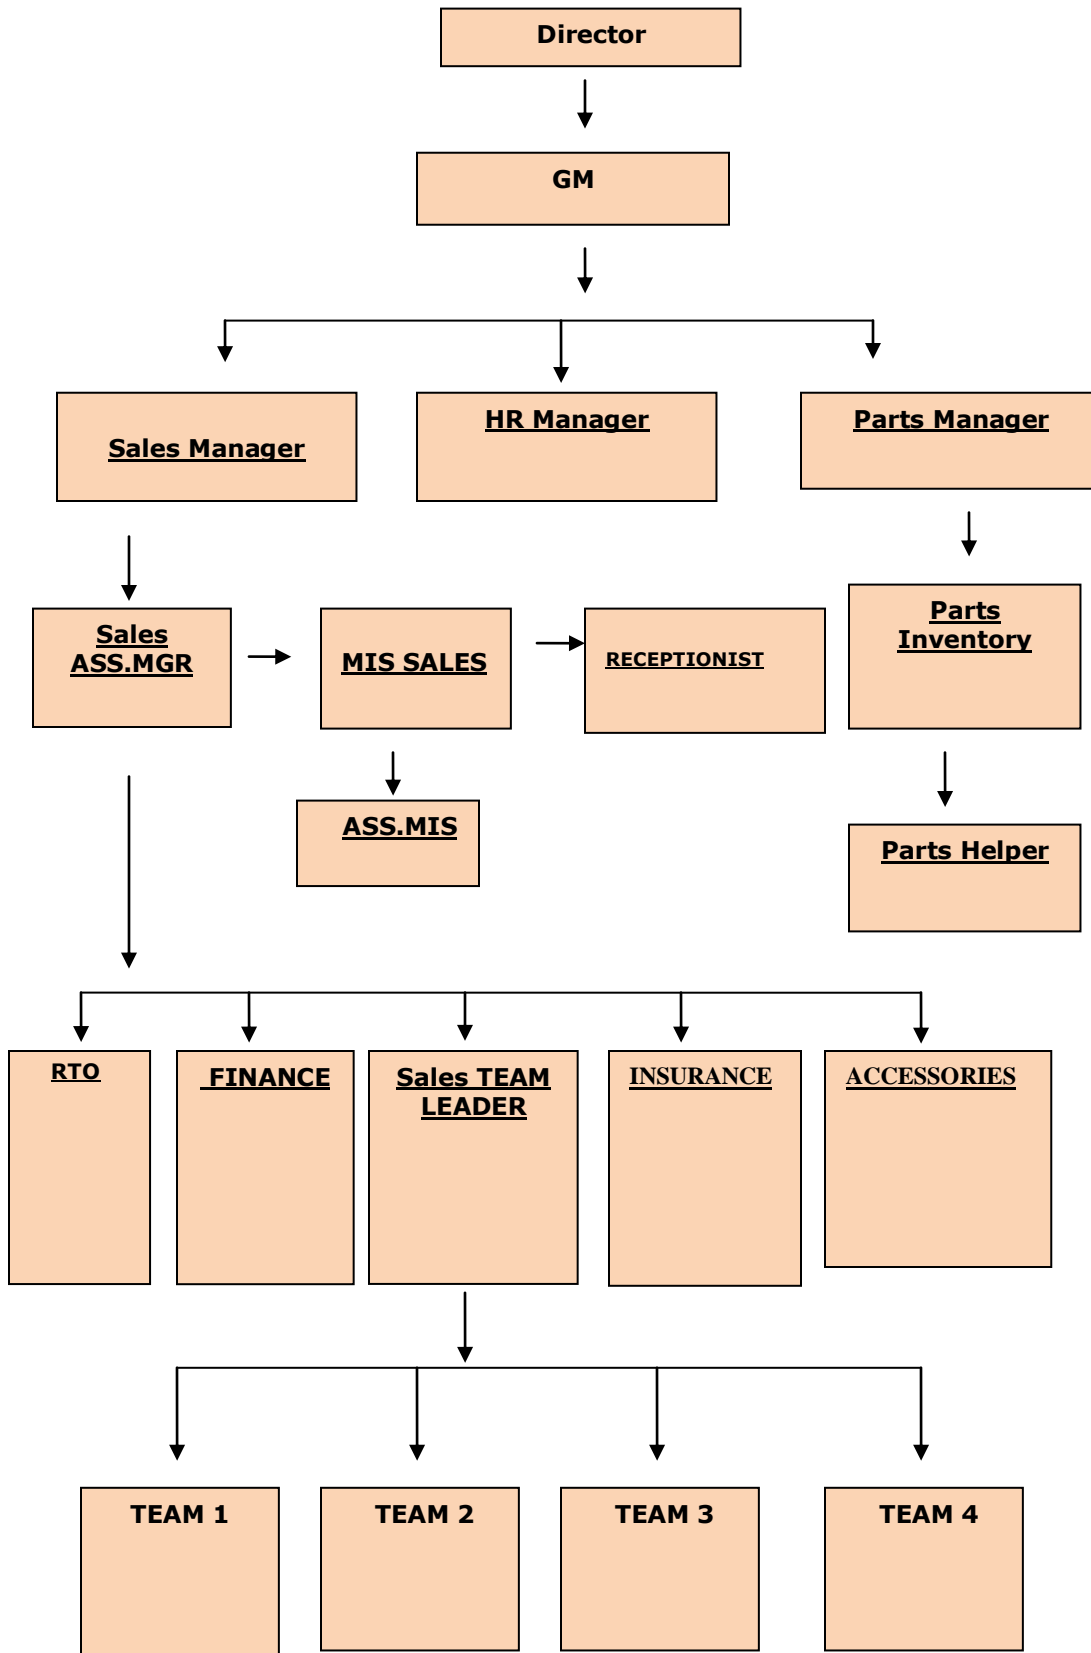 Director
GM
Sales Manager
HR Manager
Parts Manager
Sales
ASS.MGR
MIS SALES
RECEPTIONIST
Parts
Inventory
ASS.MIS
Parts Helper
RTO
FINANCE
Sales TEAM
LEADER
INSURANCE
ACCESSORIES
TEAM 1
TEAM 2
TEAM 3
TEAM 4